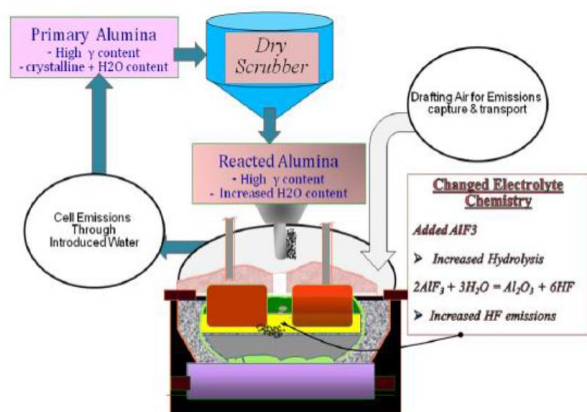 Primary Alumina
- High γ content
- crystalline + H2O content
Dry
Scrubber
Drafting Air for Emissions
capture & transport
Reacted Alumina
- High γ content
- Increased H2O content
Cell Emissions
Through
Introduced Water
Changed Electrolyte
Chemistry
Added AlF3
➢ Increased Hydrolysis
2AlF₃ + 3H₂O = Al₂O₃ + 6HF
➢ Increased HF emissions